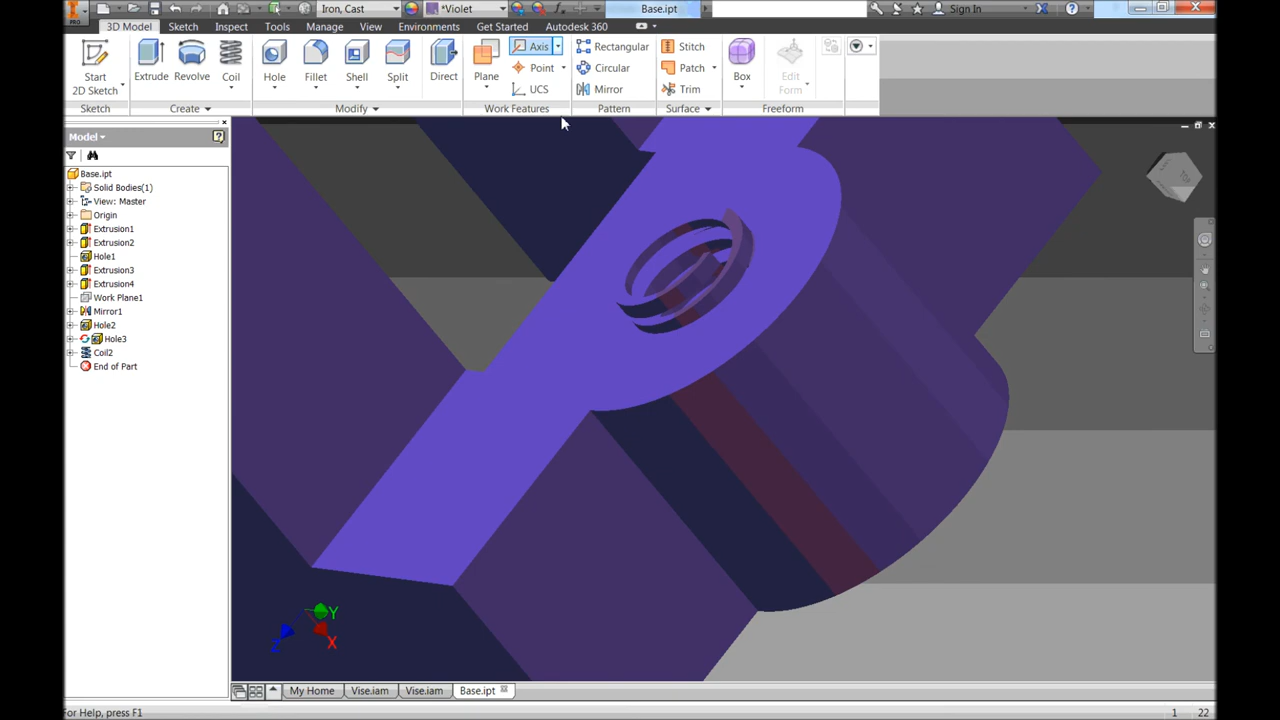 PRO
Iron, Cast
*Violet
Base.ipt
Sign In
3D Model Sketch Inspect Tools Manage View Environments Get Started Autodesk 360
Start
2D Sketch
Extrude Revolve Coil
Hole Fillet Shell Split Direct
Plane
Axis
Point
UCS
Rectangular
Circular
Mirror
Stitch
Patch
Trim
Box
Edit
Form
Sketch Create Modify Work Features Pattern Surface Freeform
Model
Base.ipt
Solid Bodies(1)
View: Master
Origin
Extrusion1
Extrusion2
Hole1
Extrusion3
Extrusion4
Work Plane1
Mirror1
Hole2
Hole3
Coil2
End of Part
Y
Z
X
My Home Vise.iam Vise.iam Base.ipt
For Help, press F1 1 22